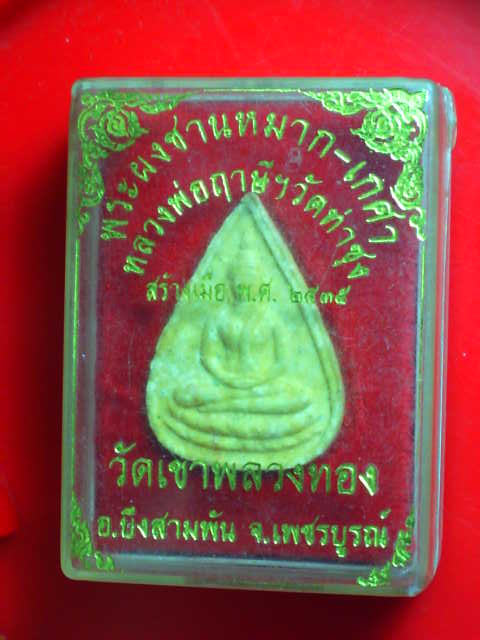 พระผงชานหมาก-เกศา
หลวงพ่อฤาษีฯวัดท่าซุง
สร้างเมื่อ พ.ศ. ๒๕๓๕
วัดเขาพลวงทอง
อ.บึงสามพัน จ.เพชรบูรณ์